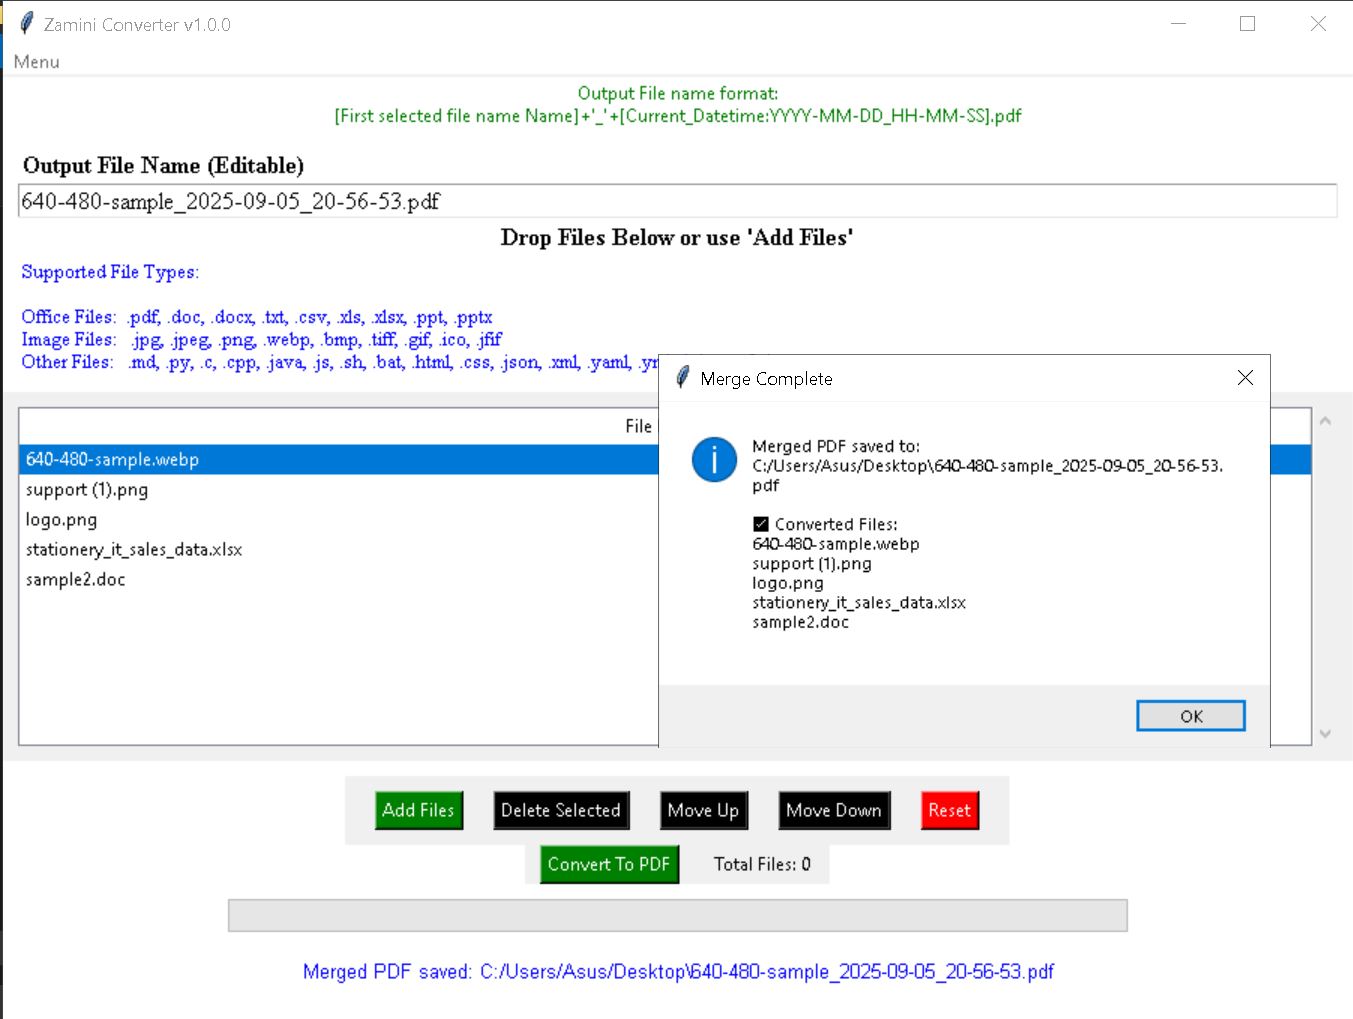 Zamini Converter v1.0.0
Menu
Output File name format:
[First selected file name Name]+'_'+[Current_Datetime:YYYY-MM-DD_HH-MM-SS].pdf
Output File Name (Editable)
640-480-sample_2025-09-05_20-56-53.pdf
Drop Files Below or use 'Add Files'
Supported File Types:
Office Files: .pdf, .doc, .docx, .txt, .csv, .xls, .xlsx, .ppt, .pptx
Image Files: .jpg, .jpeg, .png, .webp, .bmp, .tiff, .gif, .ico, .jfif
Other Files: .md, .py, .c, .cpp, .java, .js, .sh, .bat, .html, .css, .json, .xml, .yaml,
File
640-480-sample.webp
support (1).png
logo.png
stationery_it_sales_data.xlsx
sample2.doc
Merge Complete
Merged PDF saved to:
C:/Users/Asus/Desktop\640-480-sample_2025-09-05_20-56-53.
pdf
Converted Files:
640-480-sample.webp
support (1).png
logo.png
stationery_it_sales_data.xlsx
sample2.doc
OK
Add Files
Delete Selected
Move Up
Move Down
Reset
Convert To PDF
Total Files: 0
Merged PDF saved: C:/Users/Asus/Desktop\640-480-sample_2025-09-05_20-56-53.pdf